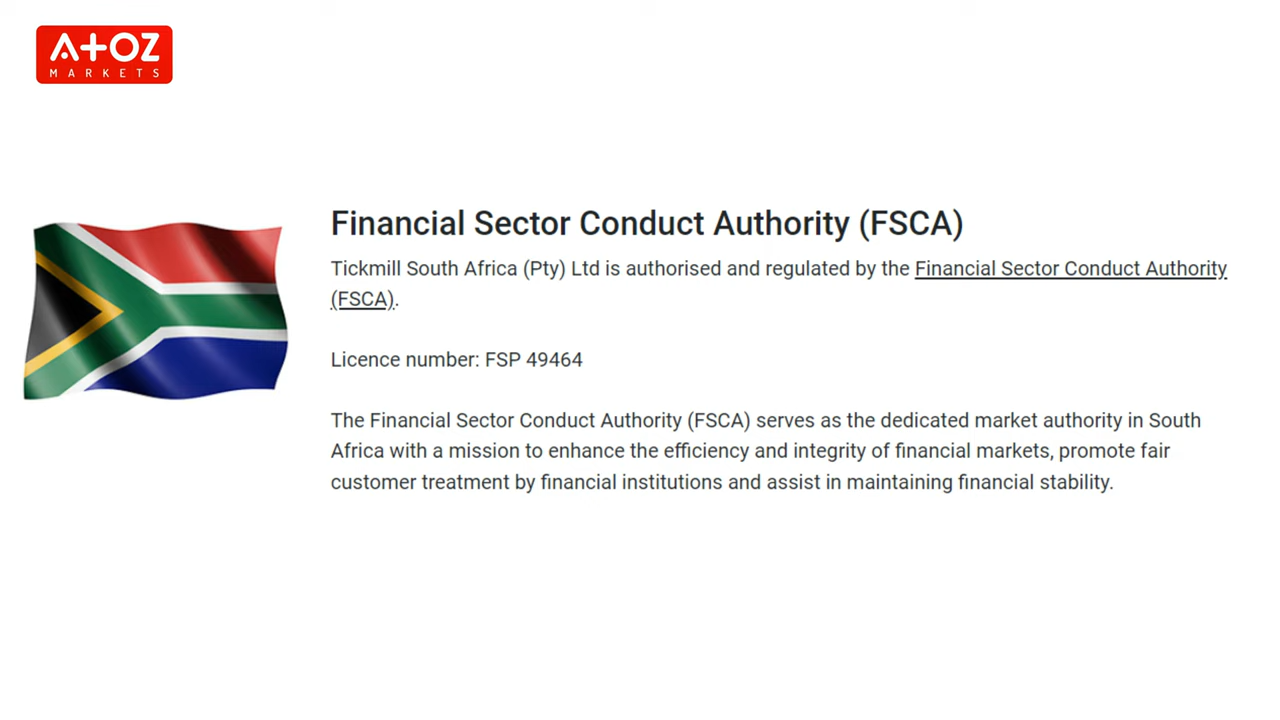 A+OZ
MARKETS
Financial Sector Conduct Authority (FSCA)
Tickmill South Africa (Pty) Ltd is authorised and regulated by the Financial Sector Conduct Authority
(FSCA).
Licence number: FSP 49464
The Financial Sector Conduct Authority (FSCA) serves as the dedicated market authority in South
Africa with a mission to enhance the efficiency and integrity of financial markets, promote fair
customer treatment by financial institutions and assist in maintaining financial stability.